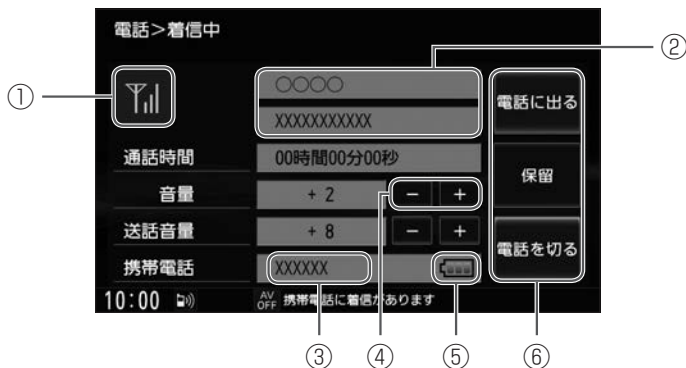 電話>着信中
②
①
○○○○
XXXXXXXXXXX
電話に出る
通話時間 00時間00分00秒
保留
音量 + 2 － ＋
送話音量 + 8 － ＋
電話を切る
携帯電話 XXXXXX
10:00 AV OFF 携帯電話に着信があります
③ ④ ⑤ ⑥